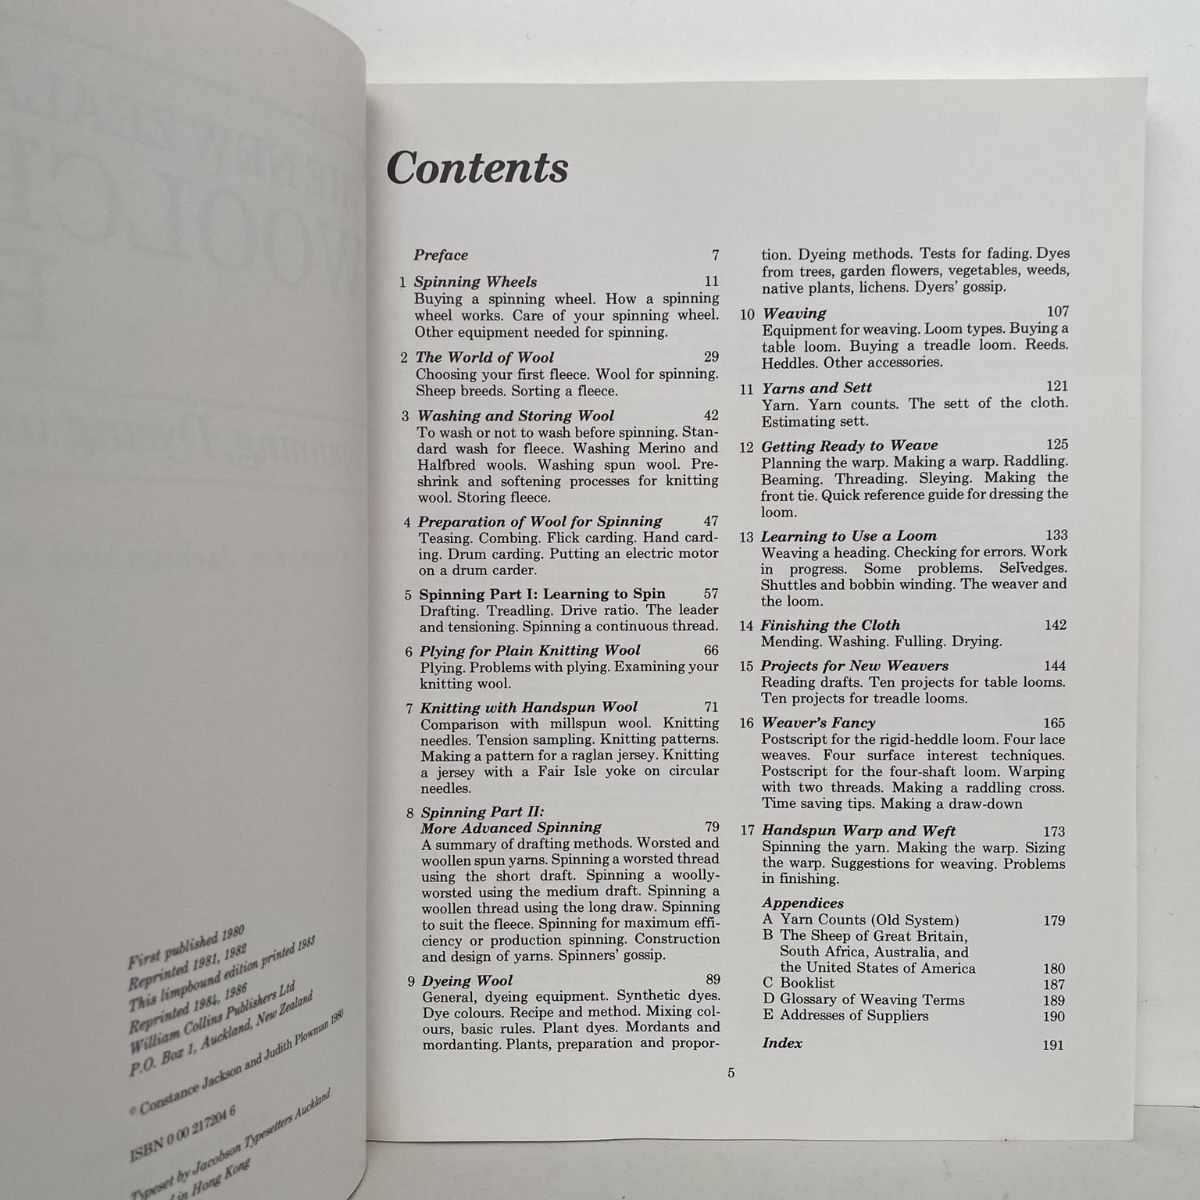 First published 1980
Reprinted 1981, 1982
This limpbound edition printed 1983
Reprinted 1984, 1986
William Collins Publishers Ltd
P.O. Box 1, Auckland, New Zealand
© Constance Jackson and Judith Plowman 1980
ISBN 0 00 217204 6
Typeset by Jacobson Typesetters Auckland
in Hong Kong
Contents
Preface 7
1 Spinning Wheels 11
Buying a spinning wheel. How a spinning
wheel works. Care of your spinning wheel.
Other equipment needed for spinning.
2 The World of Wool 29
Choosing your first fleece. Wool for spinning.
Sheep breeds. Sorting a fleece.
3 Washing and Storing Wool 42
To wash or not to wash before spinning. Stan-
dard wash for fleece. Washing Merino and
Halfbred wools. Washing spun wool. Pre-
shrink and softening processes for knitting
wool. Storing fleece.
4 Preparation of Wool for Spinning 47
Teasing. Combing. Flick carding. Hand card-
ing. Drum carding. Putting an electric motor
on a drum carder.
5 Spinning Part I: Learning to Spin 57
Drafting. Treadling. Drive ratio. The leader
and tensioning. Spinning a continuous thread.
6 Plying for Plain Knitting Wool 66
Plying. Problems with plying. Examining your
knitting wool.
7 Knitting with Handspun Wool 71
Comparison with millspun wool. Knitting
needles. Tension sampling. Knitting patterns.
Making a pattern for a raglan jersey. Knitting
a jersey with a Fair Isle yoke on circular
needles.
8 Spinning Part II:
More Advanced Spinning 79
A summary of drafting methods. Worsted and
woollen spun yarns. Spinning a worsted thread
using the short draft. Spinning a woolly-
worsted using the medium draft. Spinning a
woollen thread using the long draw. Spinning
to suit the fleece. Spinning for maximum effi-
ciency or production spinning. Construction
and design of yarns. Spinners' gossip.
9 Dyeing Wool 89
General, dyeing equipment. Synthetic dyes.
Dye colours. Recipe and method. Mixing col-
ours, basic rules. Plant dyes. Mordants and
mordanting. Plants, preparation and propor-
tion. Dyeing methods. Tests for fading. Dyes
from trees, garden flowers, vegetables, weeds,
native plants, lichens. Dyers' gossip.
10 Weaving 107
Equipment for weaving. Loom types. Buying a
table loom. Buying a treadle loom. Reeds.
Heddles. Other accessories.
11 Yarns and Sett 121
Yarn. Yarn counts. The sett of the cloth.
Estimating sett.
12 Getting Ready to Weave 125
Planning the warp. Making a warp. Raddling.
Beaming. Threading. Sleying. Making the
front tie. Quick reference guide for dressing the
loom.
13 Learning to Use a Loom 133
Weaving a heading. Checking for errors. Work
in progress. Some problems. Selvedges.
Shuttles and bobbin winding. The weaver and
the loom.
14 Finishing the Cloth 142
Mending. Washing. Fulling. Drying.
15 Projects for New Weavers 144
Reading drafts. Ten projects for table looms.
Ten projects for treadle looms.
16 Weaver's Fancy 165
Postscript for the rigid-heddle loom. Four lace
weaves. Four surface interest techniques.
Postscript for the four-shaft loom. Warping
with two threads. Making a raddling cross.
Time saving tips. Making a draw-down
17 Handspun Warp and Weft 173
Spinning the yarn. Making the warp. Sizing
the warp. Suggestions for weaving. Problems
in finishing.
Appendices
A Yarn Counts (Old System) 179
B The Sheep of Great Britain,
South Africa, Australia, and
the United States of America 180
C Booklist 187
D Glossary of Weaving Terms 189
E Addresses of Suppliers 190
Index 191
5